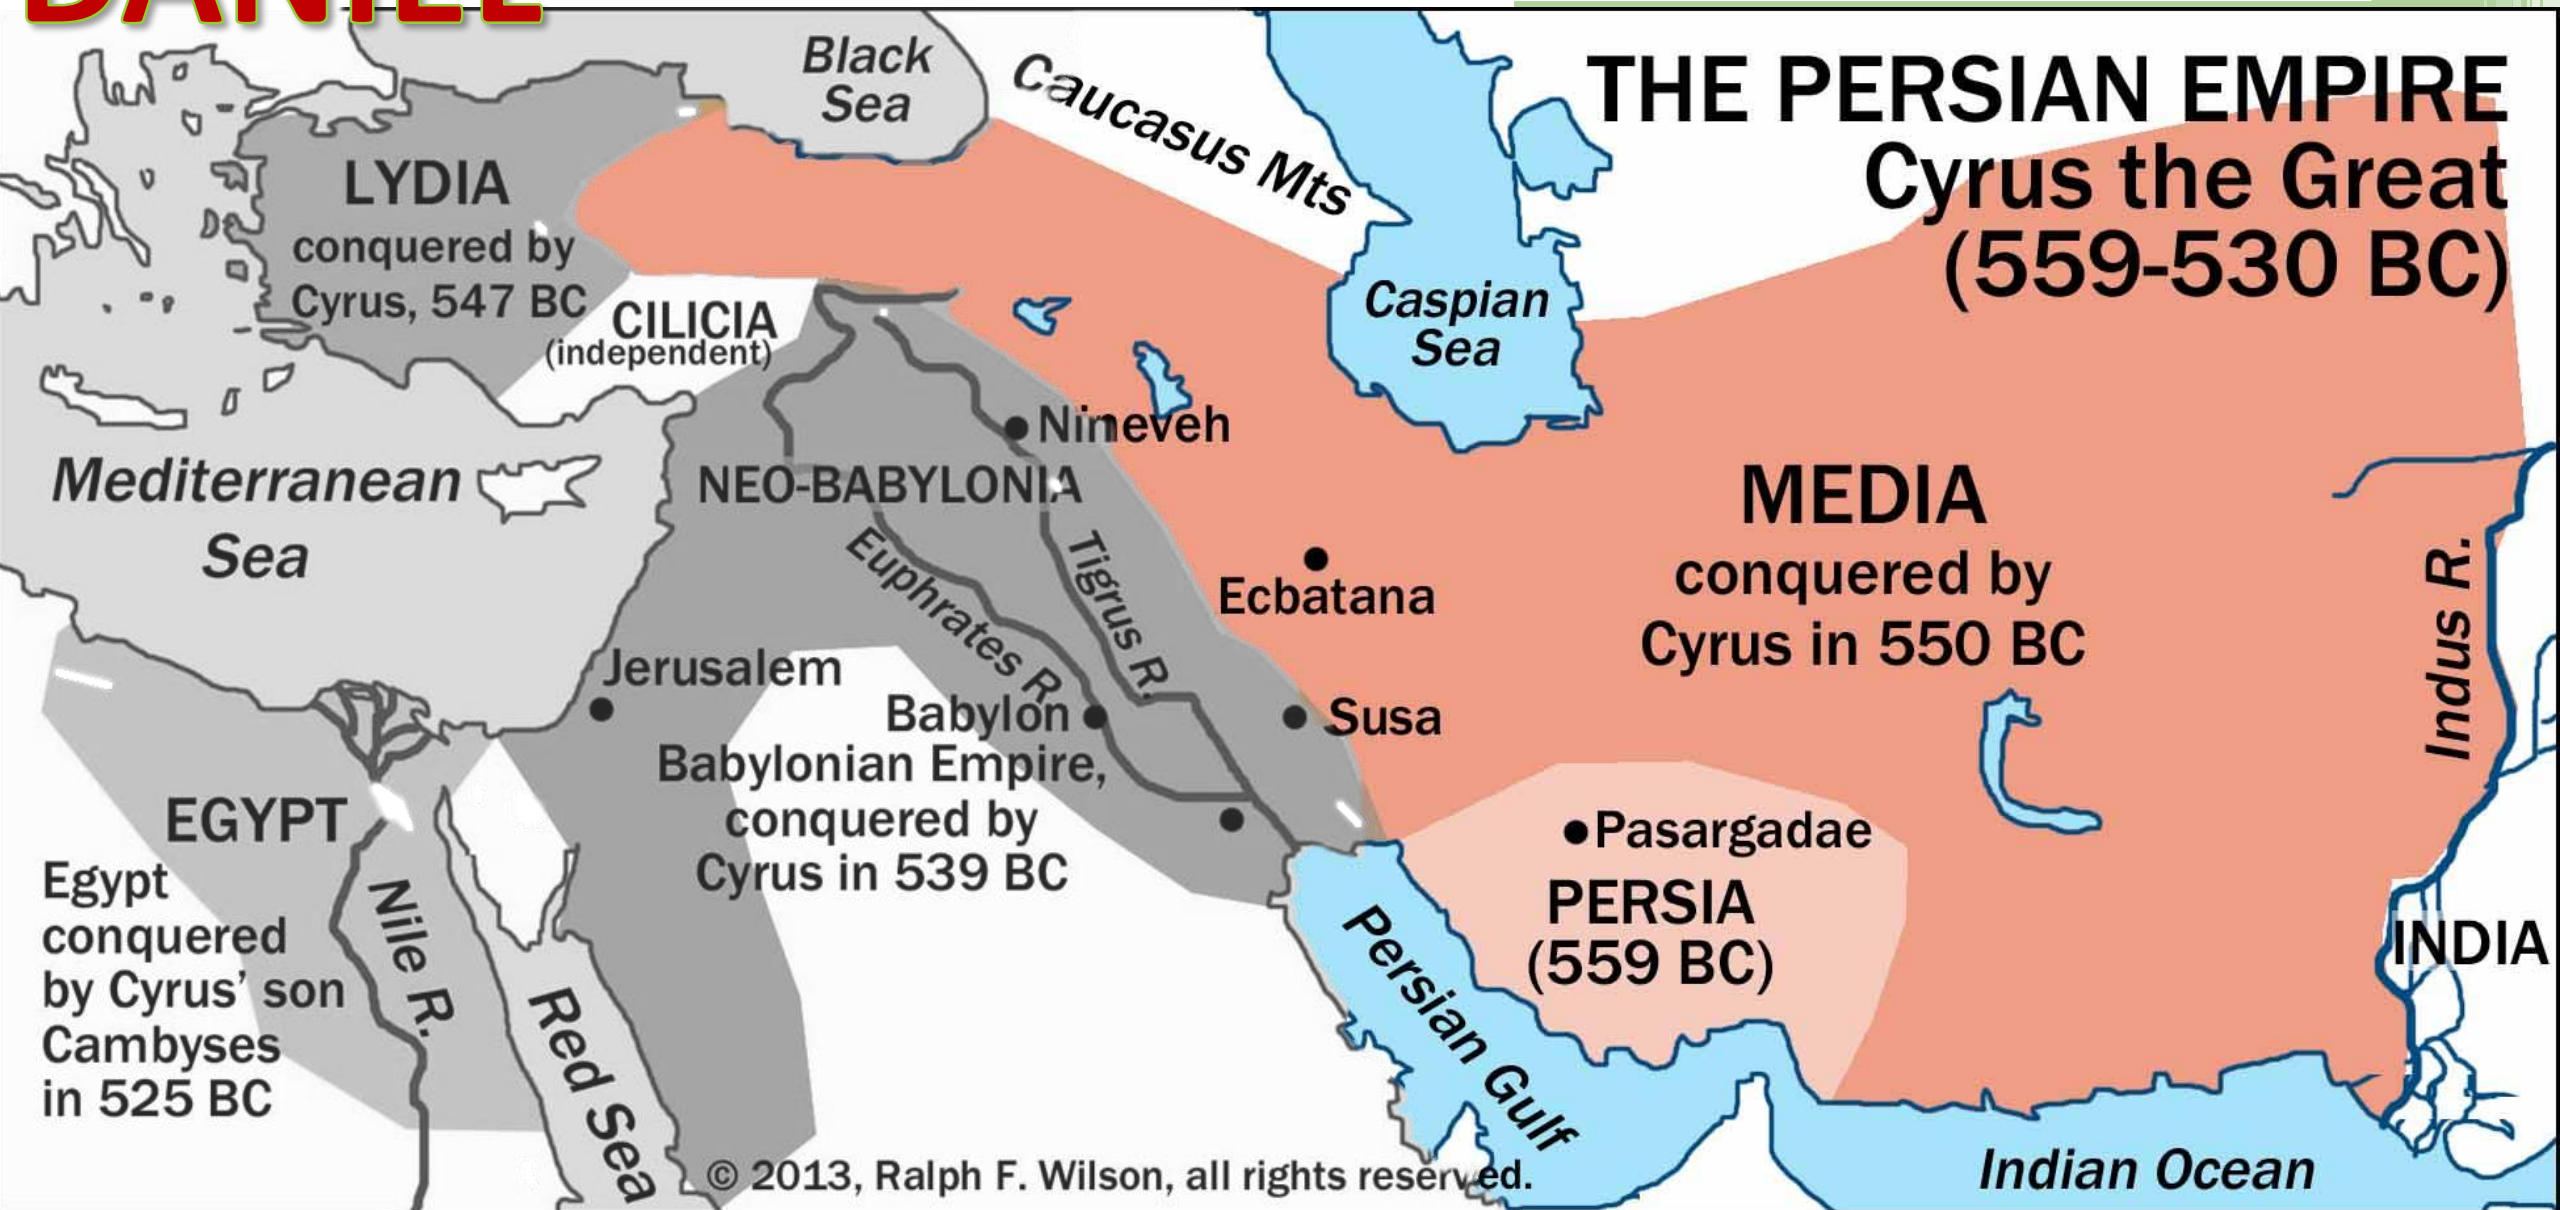 DANIEL
THE PERSIAN EMPIRE
Cyrus the Great
(559-530 BC)
Black
Sea
Caucasus Mts
LYDIA
conquered by
Cyrus, 547 BC
CILICIA
(independent)
Caspian
Sea
Nineveh
Mediterranean
Sea
NEO-BABYLONIA
MEDIA
conquered by
Cyrus in 550 BC
Euphrates R.
Tigrus R.
Ecbatana
Indus R.
Jerusalem
Babylon
Susa
Babylonian Empire,
conquered by
Cyrus in 539 BC
EGYPT
Egypt
conquered
by Cyrus' son
Cambyses
in 525 BC
Nile R.
Red Sea
Pasargadae
PERSIA
(559 BC)
Persian Gulf
INDIA
Indian Ocean
© 2013, Ralph F. Wilson, all rights reserved.